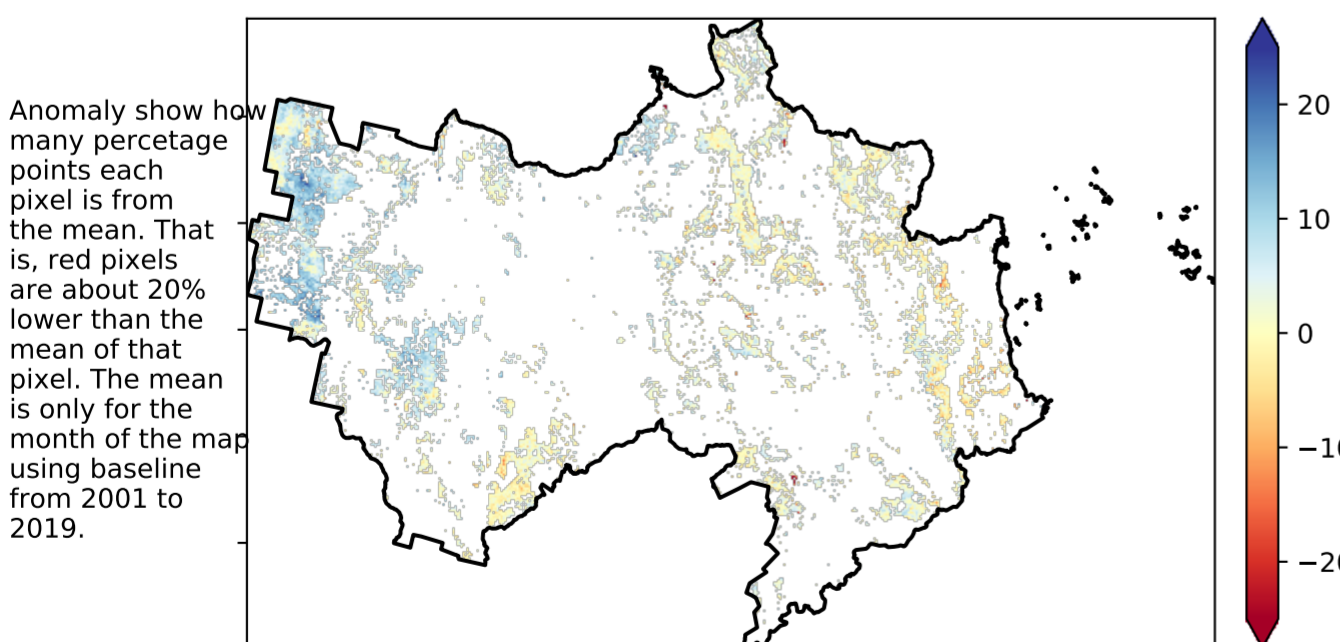 Anomaly show how
many percetage
points each
pixel is from
the mean. That
is, red pixels
are about 20%
lower than the
mean of that
pixel. The mean
is only for the
month of the map
using baseline
from 2001 to
2019.
20
10
0
−10
−20